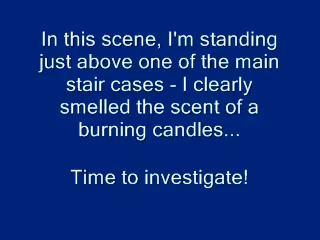 In this scene, I'm standing
just above one of the main
stair cases - I clearly
smelled the scent of a
burning candles...
Time to investigate!